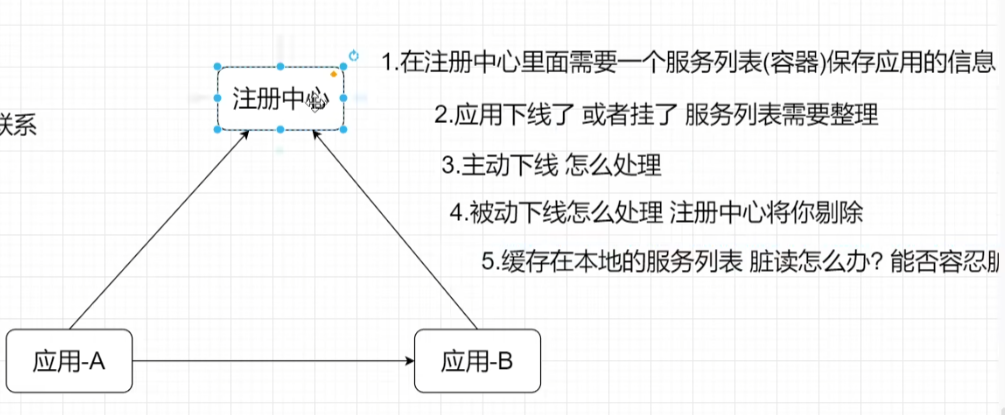 1.在注册中心里面需要一个服务列表(容器)保存应用的信息
注册中心
2.应用下线了 或者挂了 服务列表需要整理
联系
3.主动下线 怎么处理
4.被动下线怎么处理 注册中心将你剔除
5.缓存在本地的服务列表 脏读怎么办? 能否容忍
应用-A
应用-B